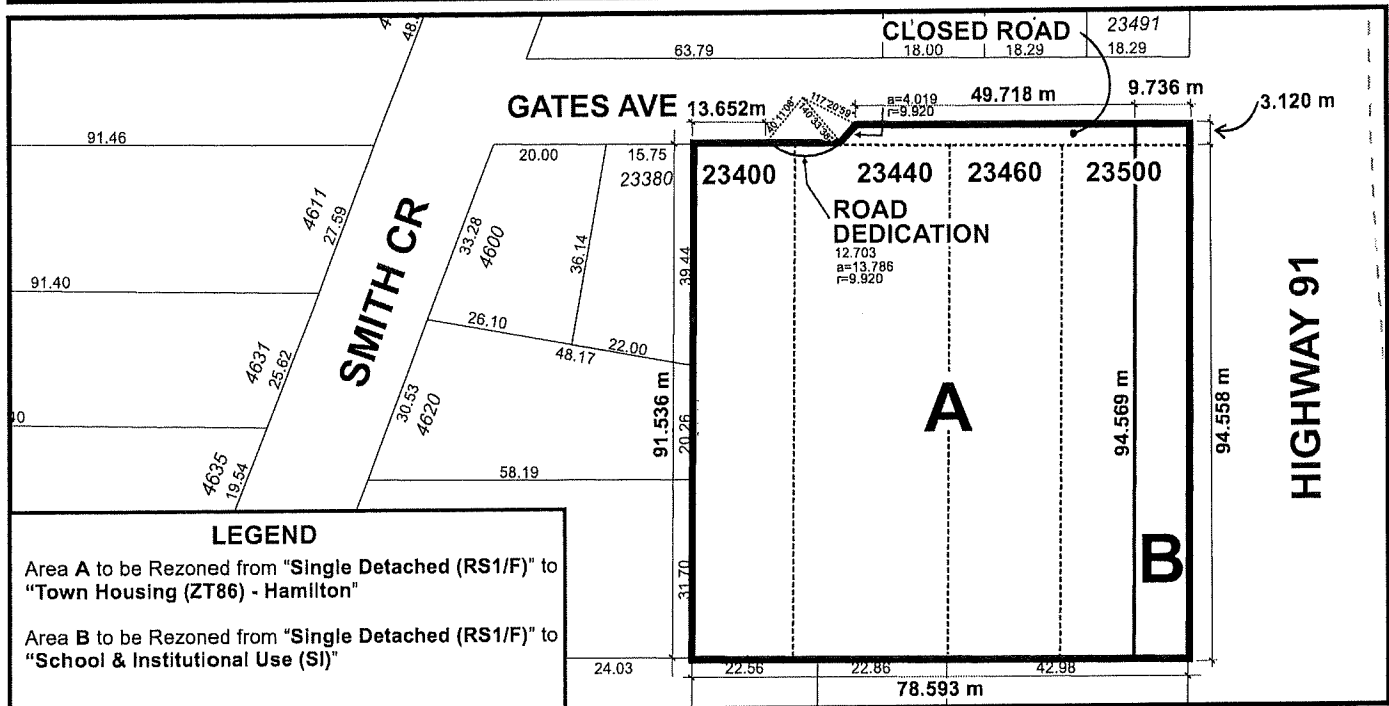 48.
CLOSED ROAD
23491
63.79
18.00
18.29
18.29
GATES AVE
13.652m
117°20'59"
a=4.019
r=9.920
49.718 m
9.736 m
3.120 m
91.46
20.00
15.75
23380
23400
23440
23460
23500
ROAD
DEDICATION
12.703
a=13.786
r=9.920
4611
27.59
SMITH CR
33.28
4600
36.14
39.44
91.40
26.10
22.00
48.17
4631
25.62
30.53
4620
91.536 m
20.26
A
94.569 m
94.558 m
HIGHWAY 91
4635
19.54
58.19
B
31.70
LEGEND
Area A to be Rezoned from "Single Detached (RS1/F)" to
"Town Housing (ZT86) - Hamilton"
Area B to be Rezoned from "Single Detached (RS1/F)" to
"School & Institutional Use (SI)"
24.03
22.56
22.86
42.98
78.593 m